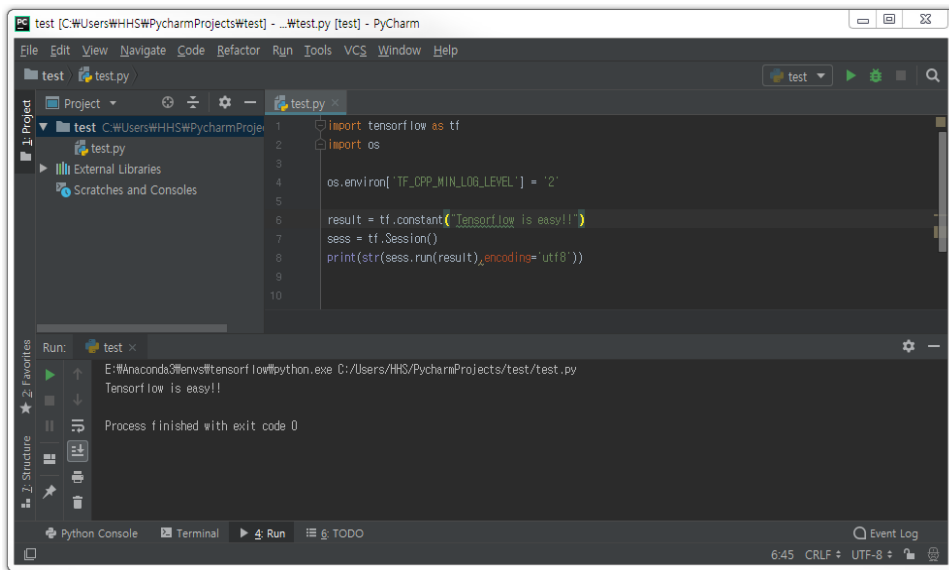 test [C:₩Users₩HHS₩PycharmProjects₩test] - ...₩test.py [test] - PyCharm
File Edit View Navigate Code Refactor Run Tools VCS Window Help
test test.py test
1: Project
Project test.py
test C:₩Users₩HHS₩PycharmProje
test.py
External Libraries
Scratches and Consoles
1 import tensorflow as tf
2 import os
3
4 os.environ['TF_CPP_MIN_LOG_LEVEL'] = '2'
5
6 result = tf.constant("Tensorflow is easy!!")
7 sess = tf.Session()
8 print(str(sess.run(result),encoding='utf8'))
9
10
2: Favorites
7: Structure
Run: test
E:₩Anaconda3₩envs₩tensorflow₩python.exe C:/Users/HHS/PycharmProjects/test/test.py
Tensorflow is easy!!
Process finished with exit code 0
Python Console Terminal 4: Run 6: TODO Event Log
6:45 CRLF UTF-8